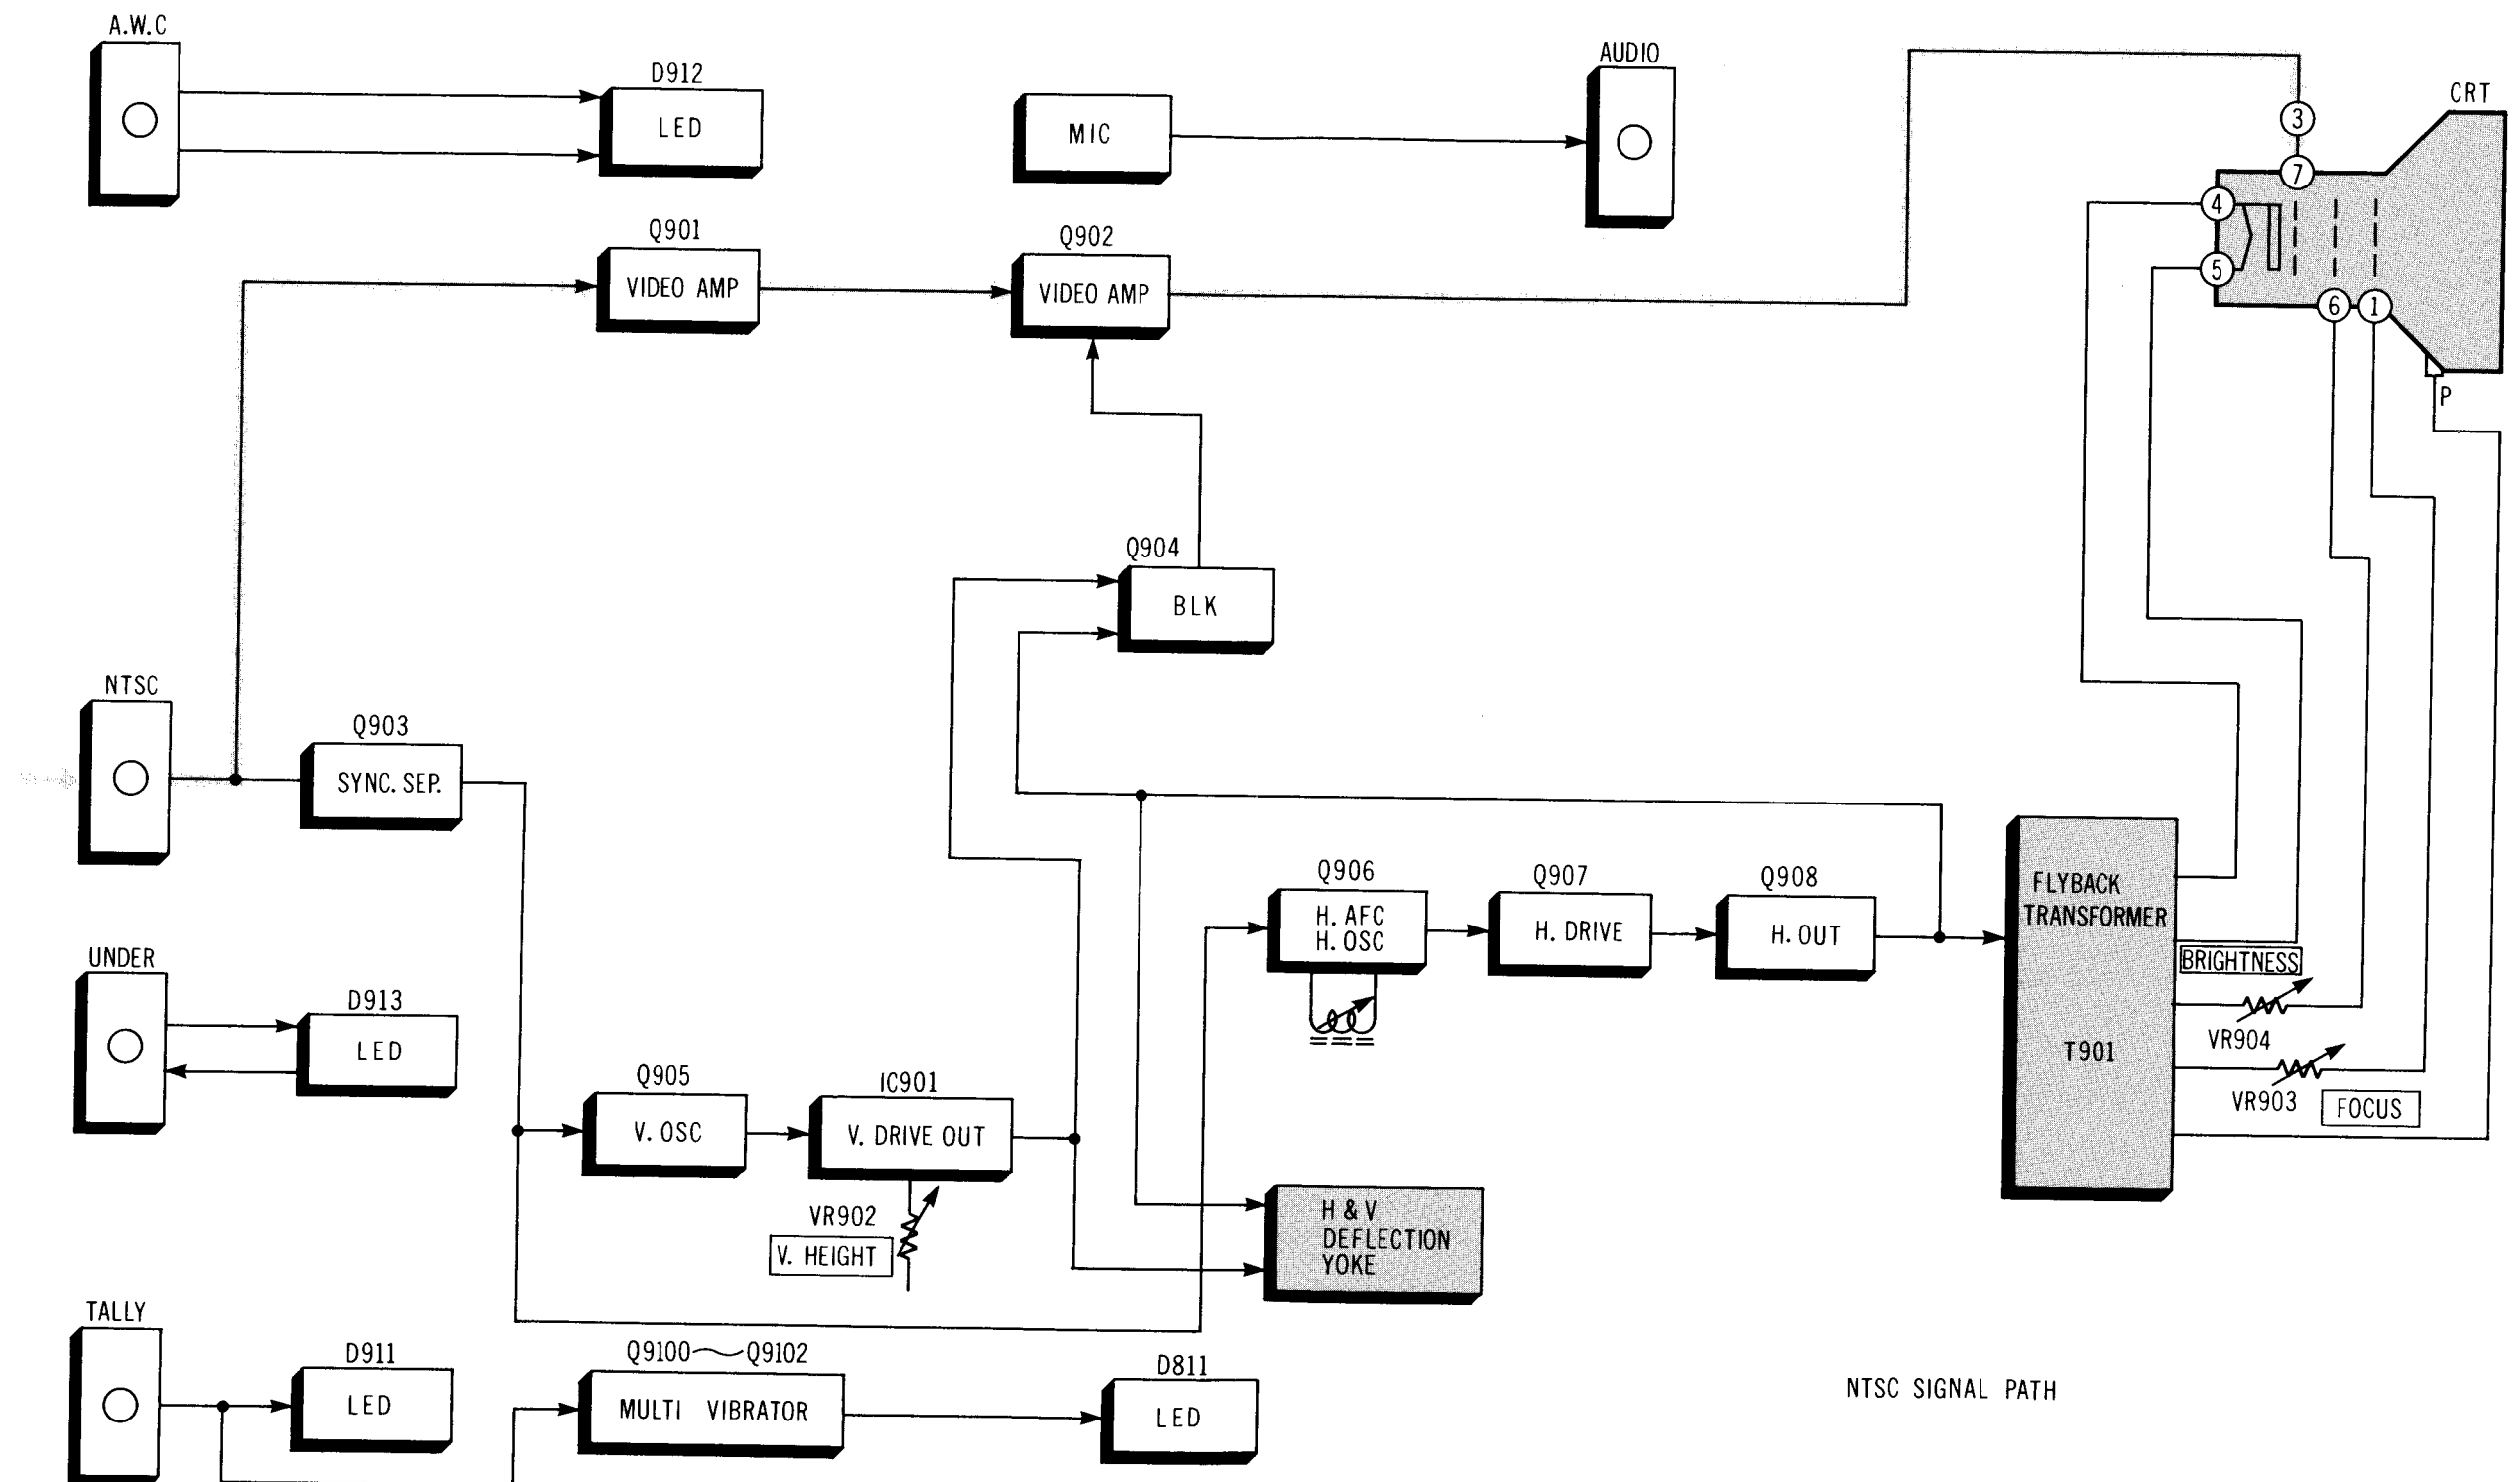 A.W.C
D912
LED
MIC
AUDIO
CRT
3
7
4
5
6
1
P
Q901
VIDEO AMP
Q902
VIDEO AMP
Q904
BLK
NTSC
Q903
SYNC. SEP.
Q906
H. AFC
H. OSC
Q907
H. DRIVE
Q908
H. OUT
FLYBACK
TRANSFORMER
T901
BRIGHTNESS
VR904
VR903
FOCUS
UNDER
D913
LED
Q905
V. OSC
IC901
V. DRIVE OUT
VR902
V. HEIGHT
H & V
DEFLECTION
YOKE
TALLY
D911
LED
Q9100～Q9102
MULTI VIBRATOR
D811
LED
NTSC SIGNAL PATH